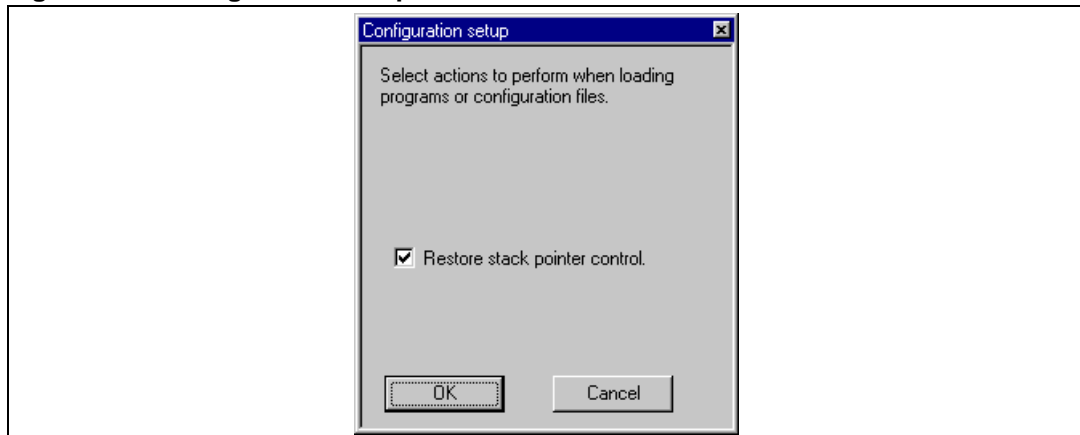 Configuration setup
Select actions to perform when loading
programs or configuration files.
Restore stack pointer control.
OK
Cancel